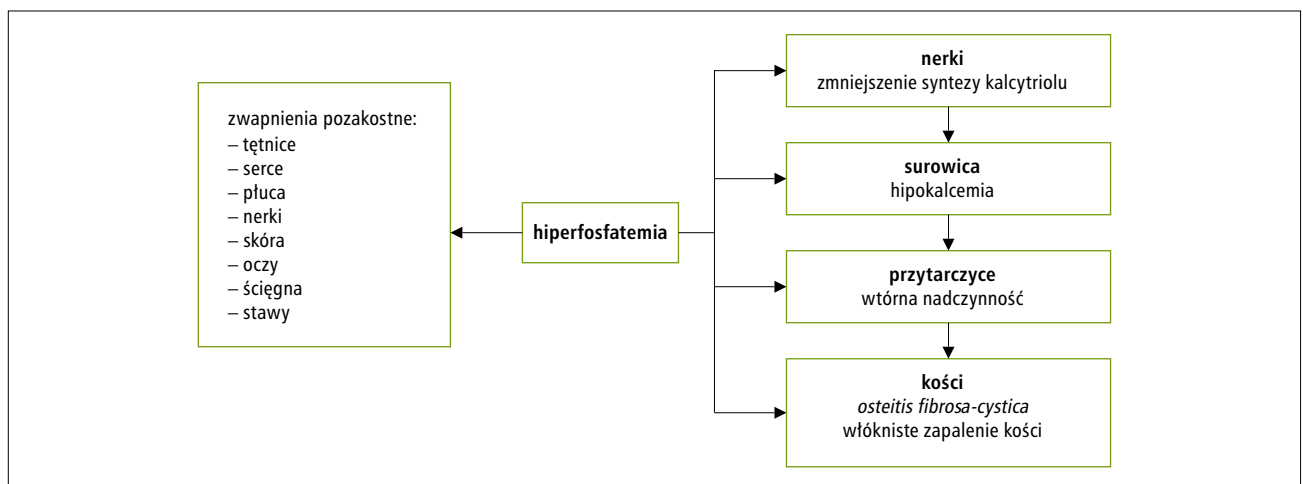 zwapnienia pozakostne:
– tętnice
– serce
– płuca
– nerki
– skóra
– oczy
– ścięgna
– stawy
hiperfosfatemia
nerki
zmniejszenie syntezy kalcytriolu
surowica
hipokalcemia
przytarczyce
wtórna nadczynność
kości
osteitis fibrosa-cystica
włókniste zapalenie kości